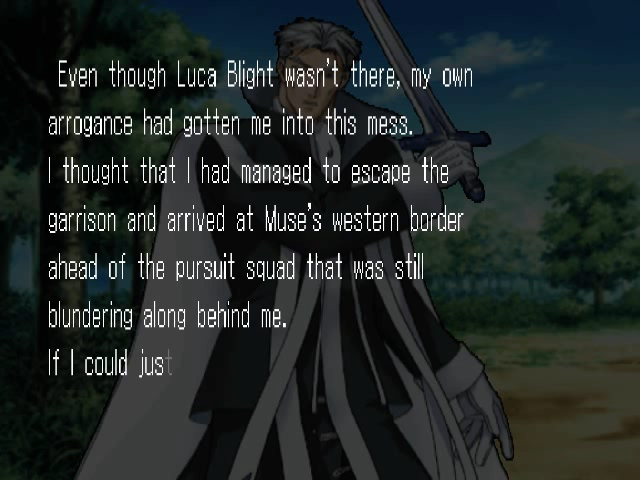 Even though Luca Blight wasn't there, my own
arrogance had gotten me into this mess.
I thought that I had managed to escape the
garrison and arrived at Muse's western border
ahead of the pursuit squad that was still
blundering along behind me.
If I could just